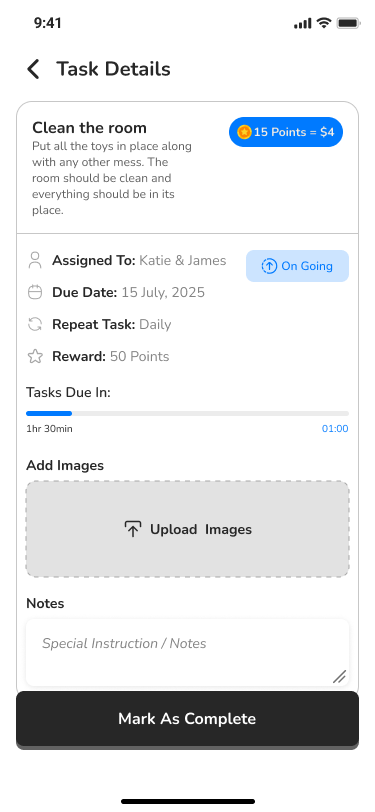 9:41
Task Details
Clean the room
15 Points = $4
Put all the toys in place along
with any other mess. The
room should be clean and
everything should be in its
place.
Assigned To: Katie & James
On Going
Due Date: 15 July, 2025
Repeat Task: Daily
Reward: 50 Points
Tasks Due In:
1hr 30min
01:00
Add Images
Upload Images
Notes
Special Instruction / Notes
Mark As Complete